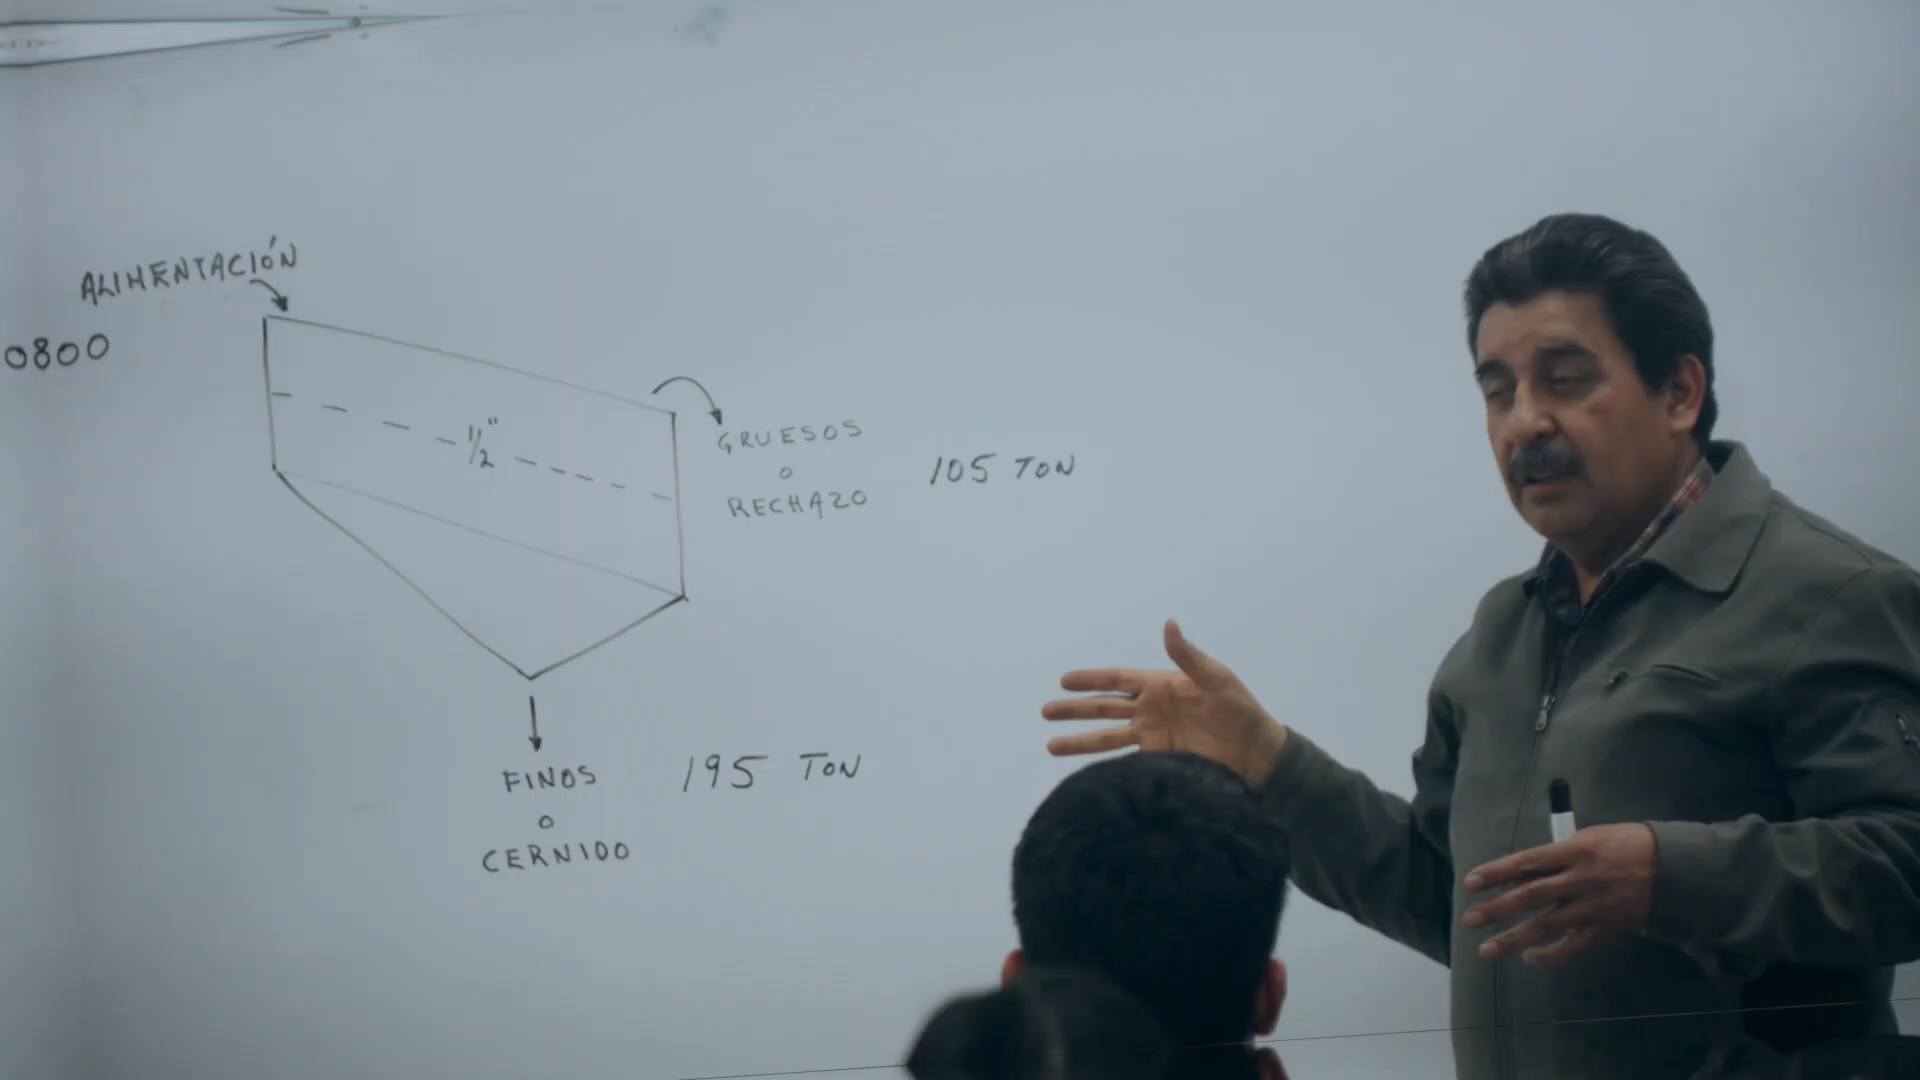 ALIMENTACIÓN
0800
1/2"
GRUESOS
O
RECHAZO
105 TON
FINOS
O
CERNIDO
195 TON